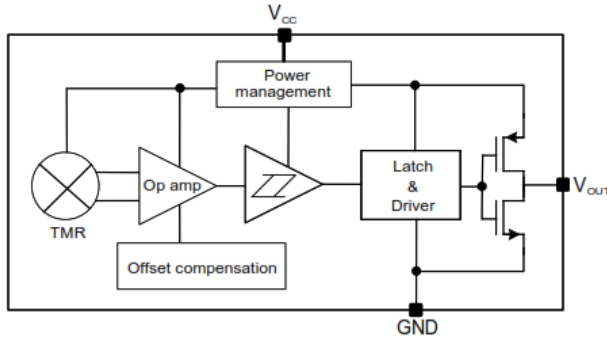 VCC
Power
management
Op amp
TMR
Offset compensation
Latch
&
Driver
VOUT
GND